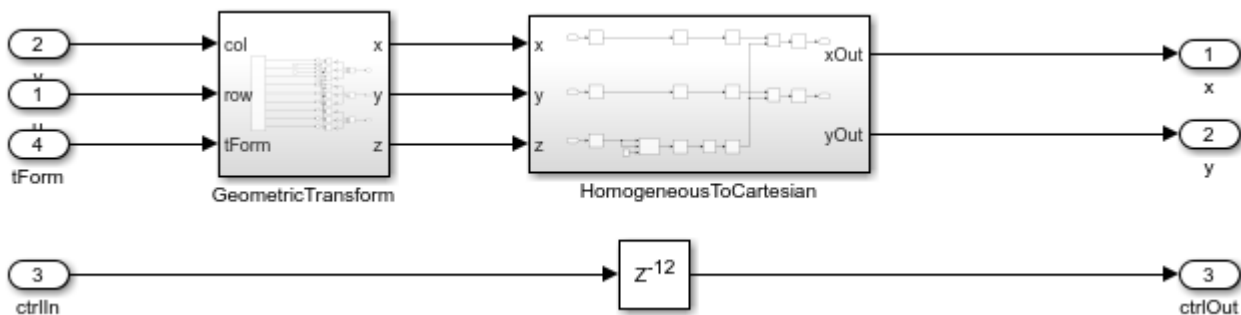 2
col
x
x
xOut
1
x
1
row
y
y
4
tForm
z
z
yOut
2
y
tForm
GeometricTransform
HomogeneousToCartesian
3
z-12
3
ctrlIn
ctrlOut